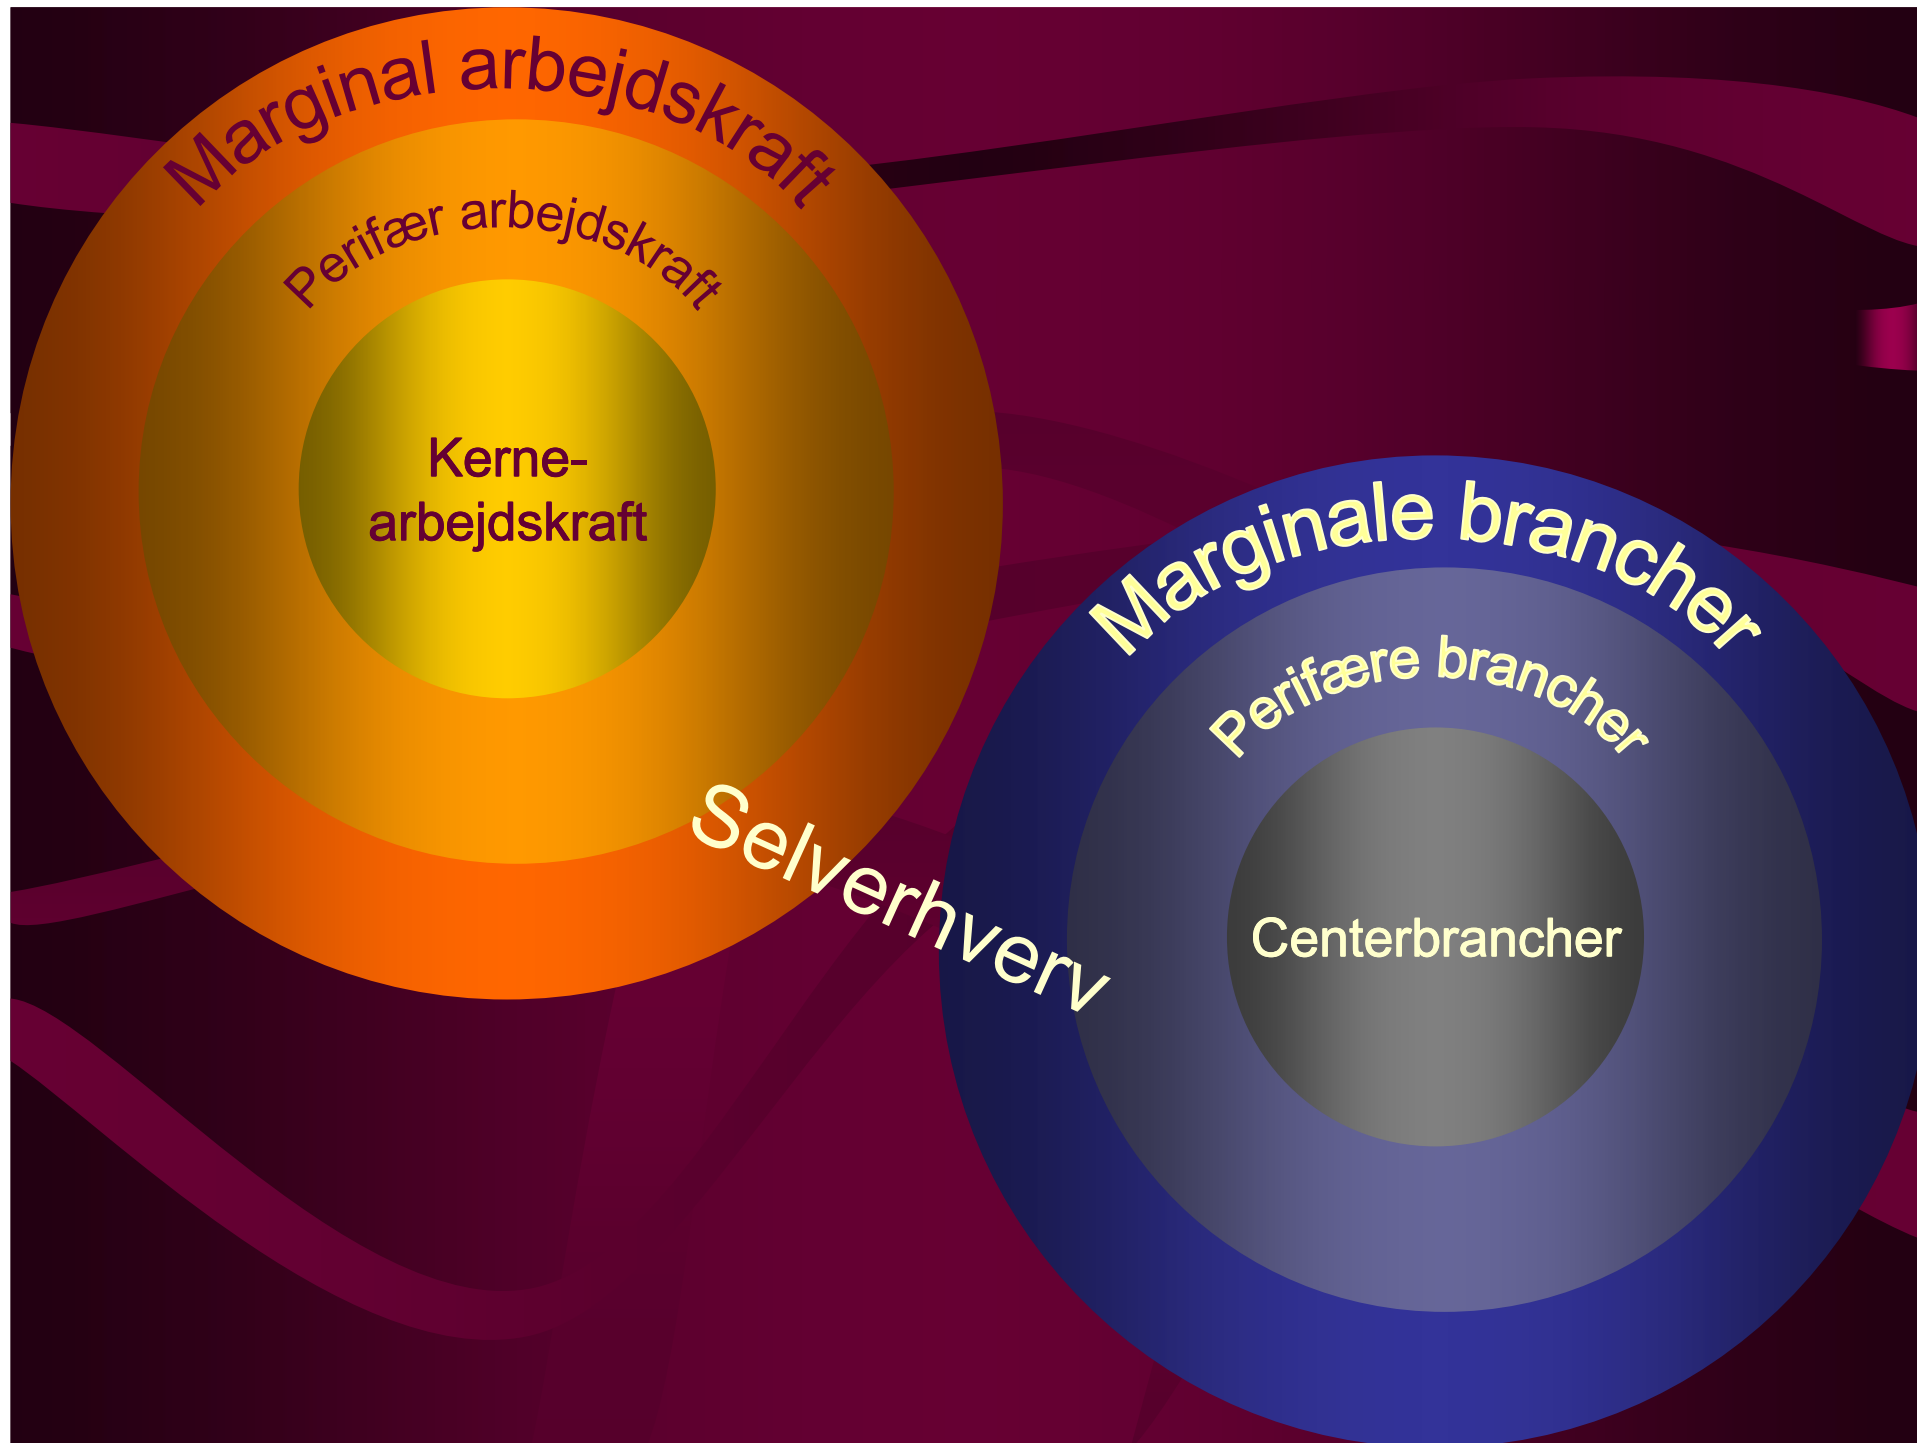 Marginal arbejdskraft
Perifær arbejdskraft
Kerne-
arbejdskraft
Selverhverv
Marginale brancher
Perifære brancher
Centerbrancher